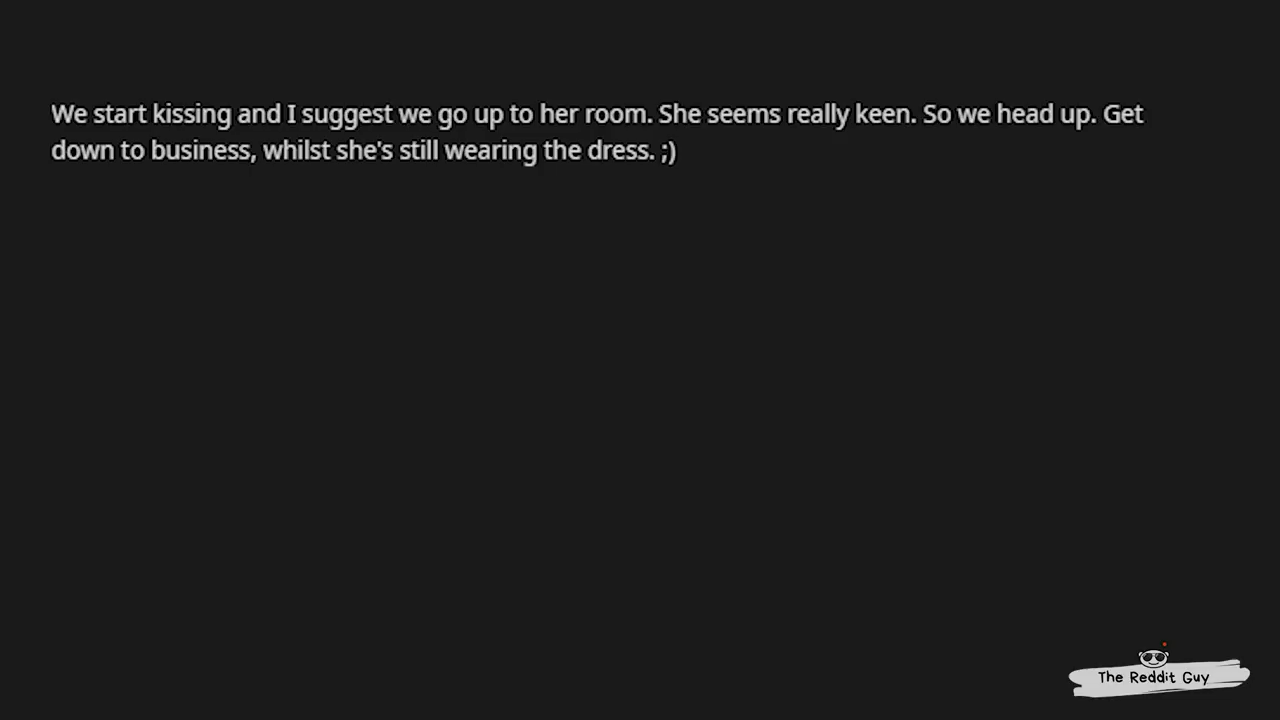 We start kissing and I suggest we go up to her room. She seems really keen. So we head up. Get
down to business, whilst she's still wearing the dress. ;)
The Reddit Guy